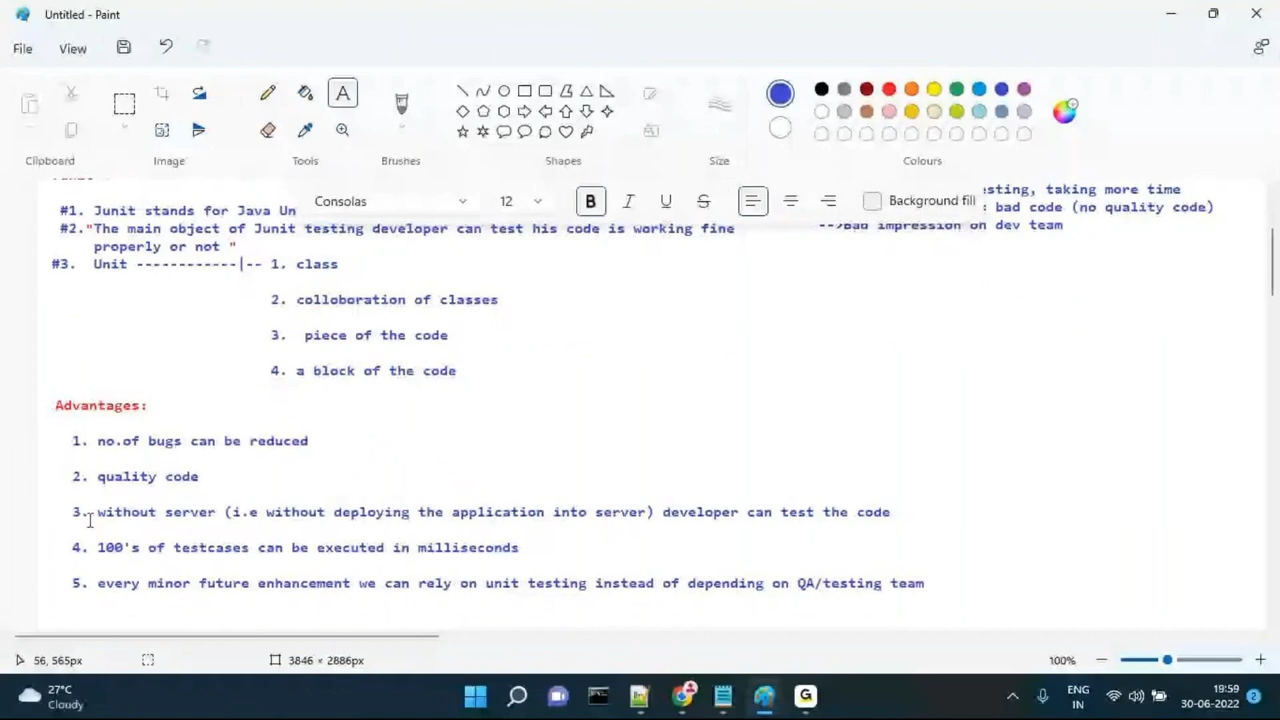 Untitled - Paint
File View
Clipboard Image Tools Brushes Shapes Size Colours
Consolas 12 B I U S Background fill
esting, taking more time
#1. Junit stands for Java Un
bad code (no quality code)
#2."The main object of Junit testing developer can test his code is working fine
-->Bad impression on dev team
properly or not "
#3. Unit ------------|-- 1. class
2. colloboration of classes
3. piece of the code
4. a block of the code
Advantages:
1. no.of bugs can be reduced
2. quality code
3. without server (i.e without deploying the application into server) developer can test the code
4. 100's of testcases can be executed in milliseconds
5. every minor future enhancement we can rely on unit testing instead of depending on QA/testing team
56, 565px 3846 × 2886px 100%
27°C
Cloudy
ENG
IN
19:59
30-06-2022
2